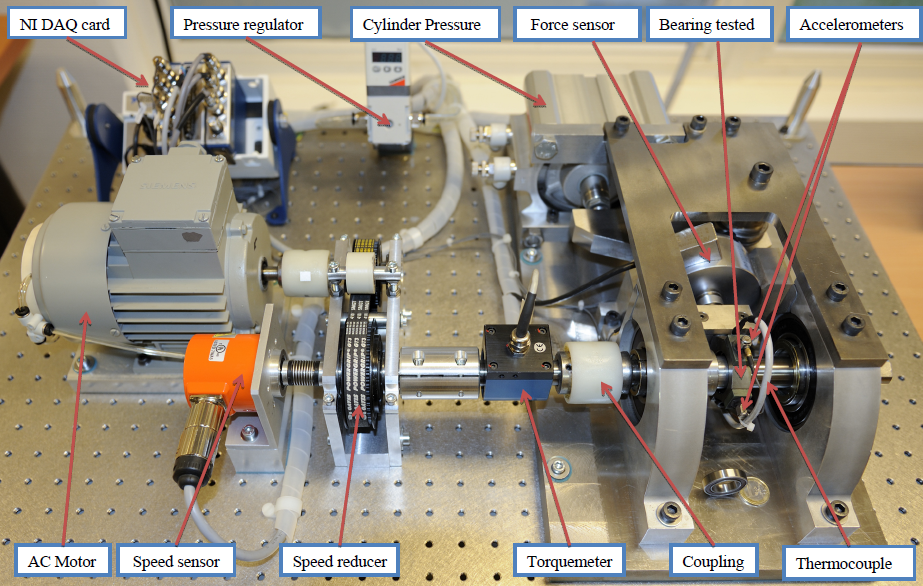 NI DAQ card
Pressure regulator
Cylinder Pressure
Force sensor
Bearing tested
Accelerometers
AC Motor
Speed sensor
Speed reducer
Torquemeter
Coupling
Thermocouple